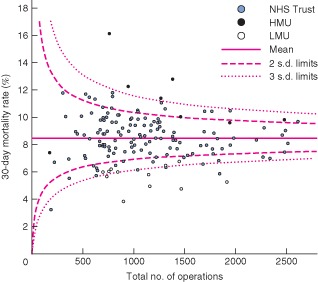 18
16
14
12
10
8
6
4
2
0
30-day mortality rate (%)
NHS Trust
HMU
LMU
Mean
2 s.d. limits
3 s.d. limits
0 500 1000 1500 2000 2500
Total no. of operations